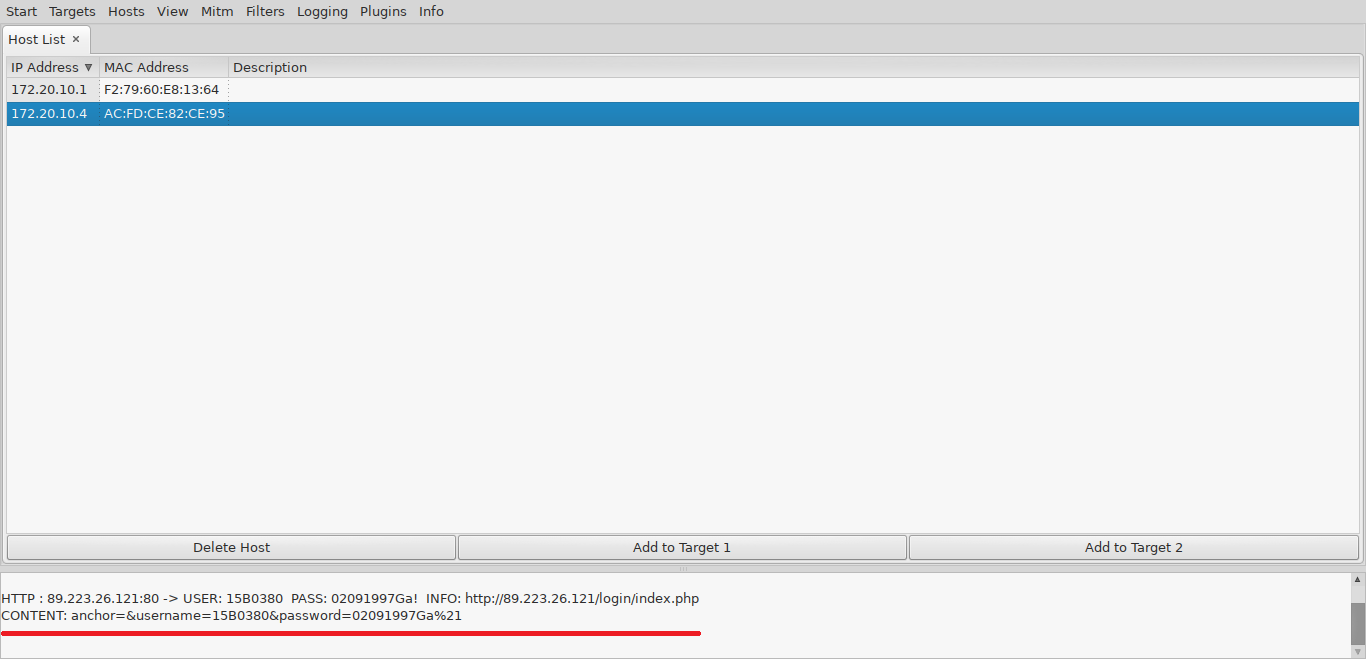 Start Targets Hosts View Mitm Filters Logging Plugins Info
Host List ×
IP Address MAC Address Description
172.20.10.1 F2:79:60:E8:13:64
172.20.10.4 AC:FD:CE:82:CE:95
Delete Host Add to Target 1 Add to Target 2
HTTP : 89.223.26.121:80 -> USER: 15B0380 PASS: 02091997Ga! INFO: http://89.223.26.121/login/index.php
CONTENT: anchor=&username=15B0380&password=02091997Ga%21